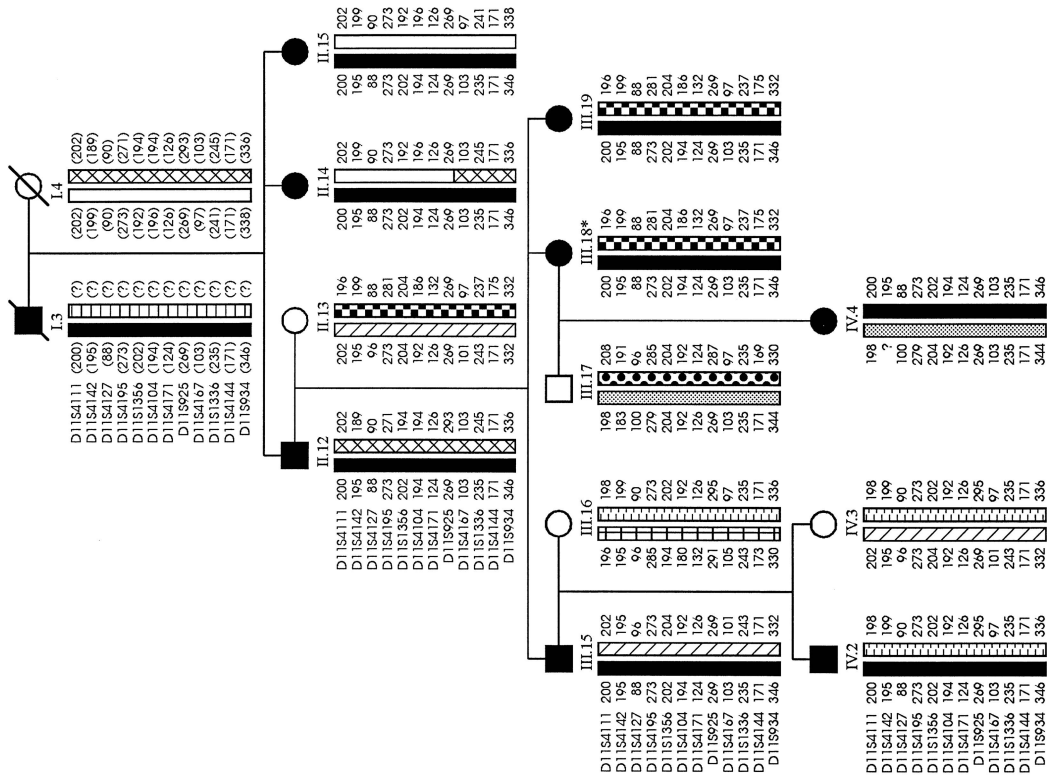 I.3 I.4
D11S4111 (200) (?) (202) (202)
D11S4142 (195) (?) (199) (189)
D11S4127 (88) (?) (90) (90)
D11S4195 (273) (?) (273) (271)
D11S1356 (202) (?) (192) (194)
D11S4104 (194) (?) (196) (194)
D11S4171 (124) (?) (126) (126)
D11S925 (269) (?) (269) (293)
D11S4167 (103) (?) (97) (103)
D11S1336 (235) (?) (241) (245)
D11S4144 (171) (?) (171) (171)
D11S934 (346) (?) (338) (336)
II.12 II.13 II.14 II.15
D11S4111 200 202 202 196 200 202 200 202
D11S4142 195 189 195 199 195 199 195 199
D11S4127 88 90 96 88 88 90 88 90
D11S4195 273 271 273 281 273 273 273 273
D11S1356 202 194 204 204 202 192 202 192
D11S4104 194 194 192 186 194 196 194 196
D11S4171 124 126 126 132 124 126 124 126
D11S925 269 293 269 269 269 269 269 269
D11S4167 103 103 101 97 103 103 103 97
D11S1336 235 245 243 237 235 245 235 241
D11S4144 171 171 171 175 171 171 171 171
D11S934 346 336 332 332 346 336 346 338
III.15 III.16 III.17 III.18* III.19
D11S4111 200 202 196 198 198 208 200 196 200 196
D11S4142 195 195 195 199 183 191 195 199 195 199
D11S4127 88 96 96 90 100 96 88 88 88 88
D11S4195 273 273 285 273 279 285 273 281 273 281
D11S1356 202 204 194 202 204 204 202 204 202 204
D11S4104 194 192 180 192 192 192 194 186 194 186
D11S4171 124 126 132 126 126 124 124 132 124 132
D11S925 269 269 291 295 269 287 269 269 269 269
D11S4167 103 101 105 97 103 97 103 97 103 97
D11S1336 235 243 243 235 235 235 235 237 235 237
D11S4144 171 171 173 171 171 169 171 175 171 175
D11S934 346 332 330 336 344 330 346 332 346 332
IV.2 IV.3 IV.4
D11S4111 200 198 202 198 198 200
D11S4142 195 199 195 199 ? 195
D11S4127 88 90 96 90 100 88
D11S4195 273 273 273 273 279 273
D11S1356 202 202 204 202 204 202
D11S4104 194 192 192 192 192 194
D11S4171 124 126 126 126 126 124
D11S925 269 295 269 295 269 269
D11S4167 103 97 101 97 103 103
D11S1336 235 235 243 235 235 235
D11S4144 171 171 171 171 171 171
D11S934 346 336 332 336 344 346